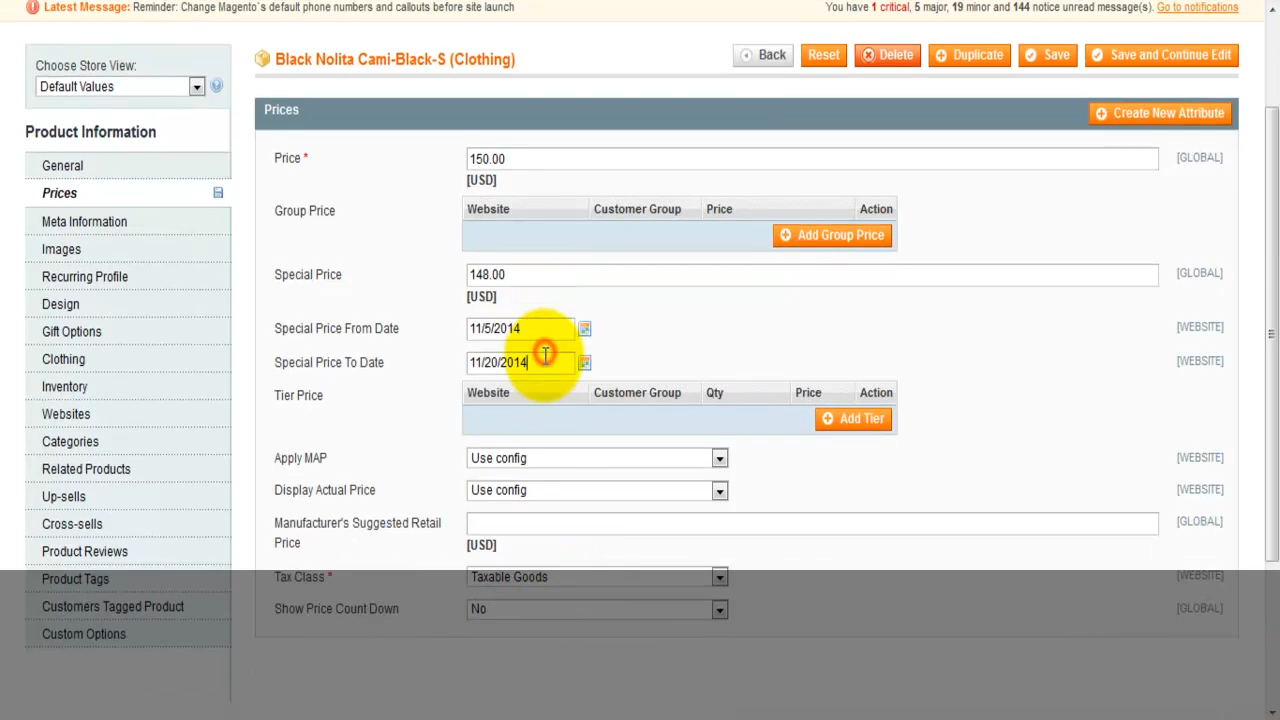 Latest Message: Reminder: Change Magento`s default phone numbers and callouts before site launch
You have 1 critical, 5 major, 19 minor and 144 notice unread message(s). Go to notifications
Choose Store View:
Default Values
Product Information
General
Prices
Meta Information
Images
Recurring Profile
Design
Gift Options
Clothing
Inventory
Websites
Categories
Related Products
Up-sells
Cross-sells
Product Reviews
Product Tags
Customers Tagged Product
Custom Options
Black Nolita Cami-Black-S (Clothing)
Back Reset Delete Duplicate Save Save and Continue Edit
Prices
Create New Attribute
Price * 150.00 [GLOBAL]
[USD]
Group Price Website Customer Group Price Action
Add Group Price
Special Price 148.00 [GLOBAL]
[USD]
Special Price From Date 11/5/2014 [WEBSITE]
Special Price To Date 11/20/2014 [WEBSITE]
Tier Price Website Customer Group Qty Price Action
Add Tier
Apply MAP Use config [WEBSITE]
Display Actual Price Use config [WEBSITE]
Manufacturer's Suggested Retail [GLOBAL]
Price
[USD]
Tax Class * Taxable Goods [WEBSITE]
Show Price Count Down No [GLOBAL]